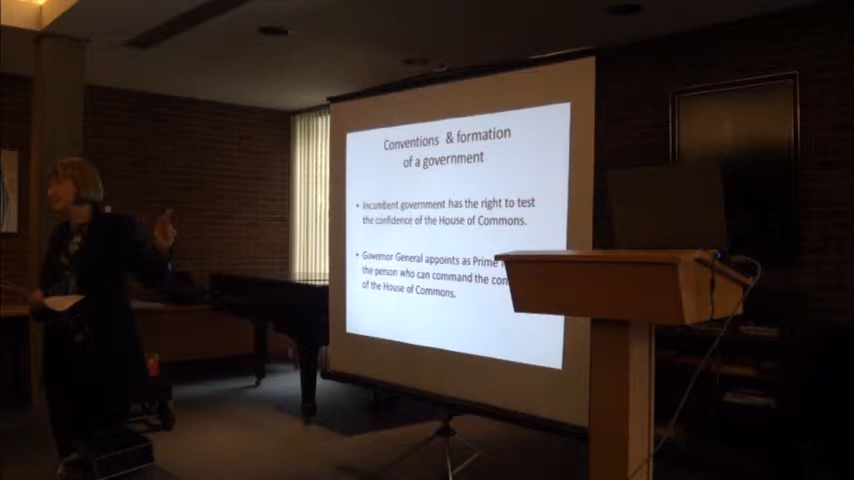 Conventions & formation
of a government
• Incumbent government has the right to test
the confidence of the House of Commons.
• Governor General appoints as Prime
the person who can command the
of the House of Commons.